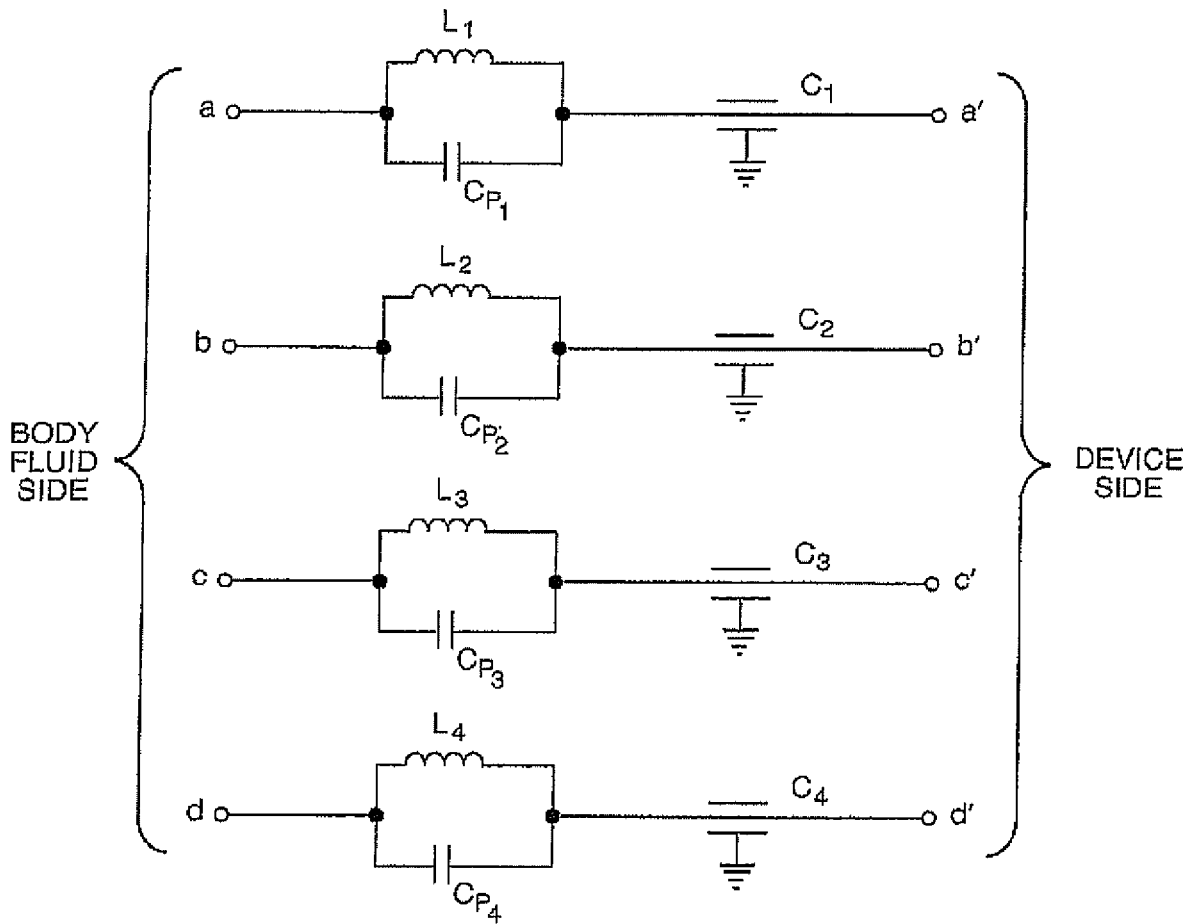 L1
a C1 a′
CP1
L2
b C2 b′
CP2
BODY
FLUID
SIDE
DEVICE
SIDE
L3
c C3 c′
CP3
L4
d C4 d′
CP4